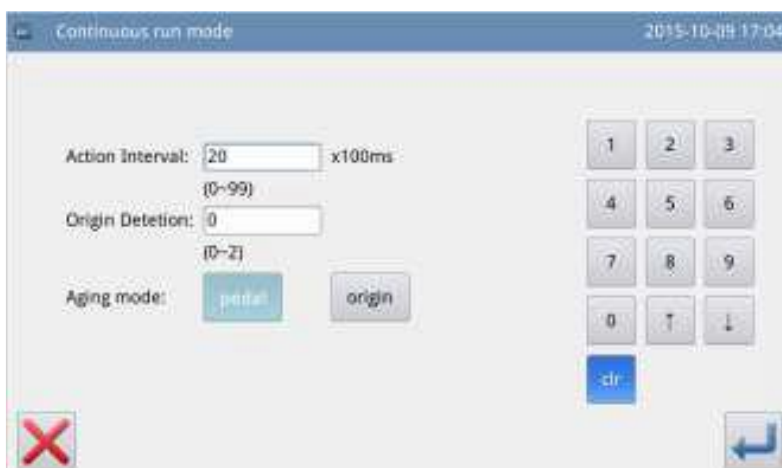 Continuous run mode 2015-10-09 17:04
Action Interval: 20 x100ms
(0~99)
Origin Detetion: 0
(0~2)
Aging mode: pedal origin
1 2 3
4 5 6
7 8 9
0 ↑ ↓
clr